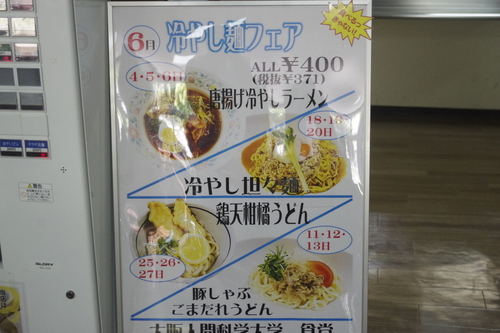 6月 冷やし麺フェア
ALL ¥400
(税抜¥371)
4・5・6日
唐揚げ冷やしラーメン
18・19・
20日
冷やし坦々麺
鶏天柑橘うどん
11・12・
13日
25・26・
27日
豚しゃぶ
ごまだれうどん
大阪人間科学大学 食堂
注意
GLORY